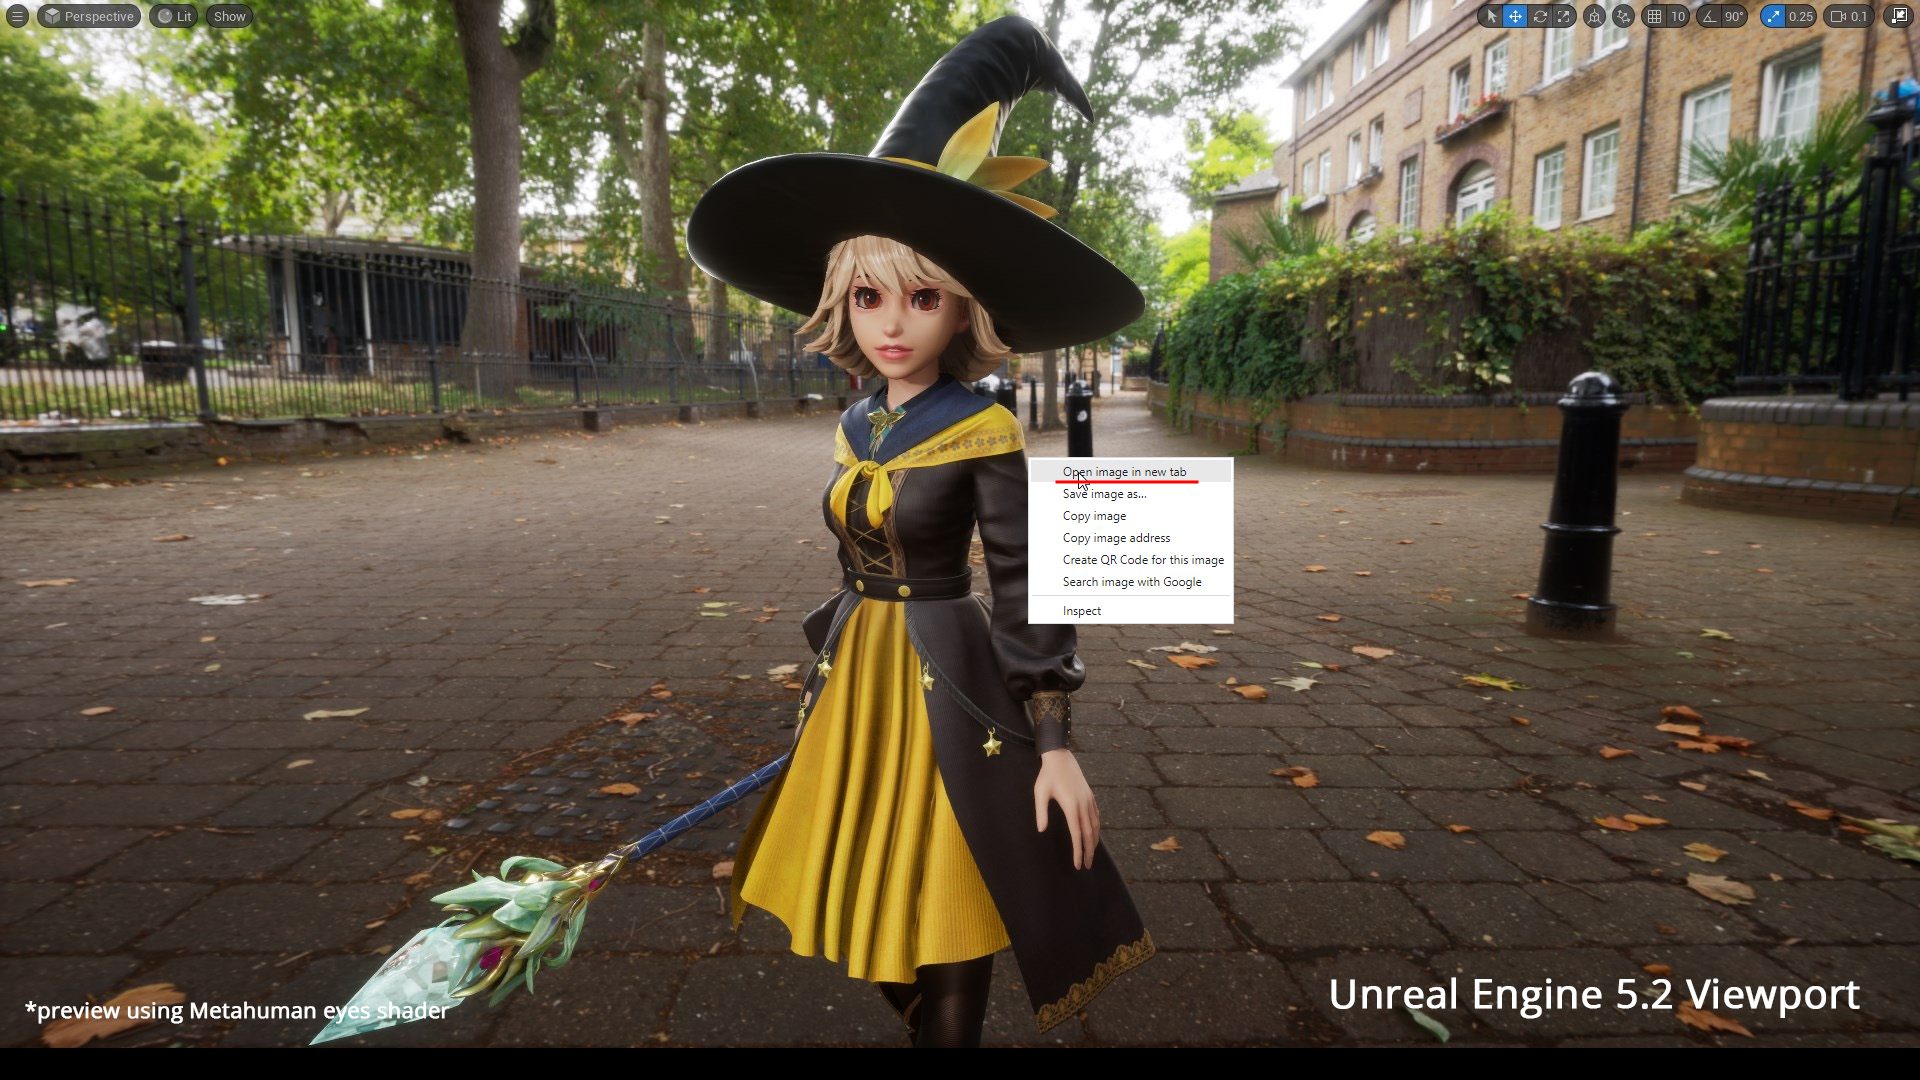 Perspective
Lit
Show
10
90°
0.25
0.1
Open image in new tab
Save image as...
Copy image
Copy image address
Create QR Code for this image
Search image with Google
Inspect
*preview using Metahuman eyes shader
Unreal Engine 5.2 Viewport